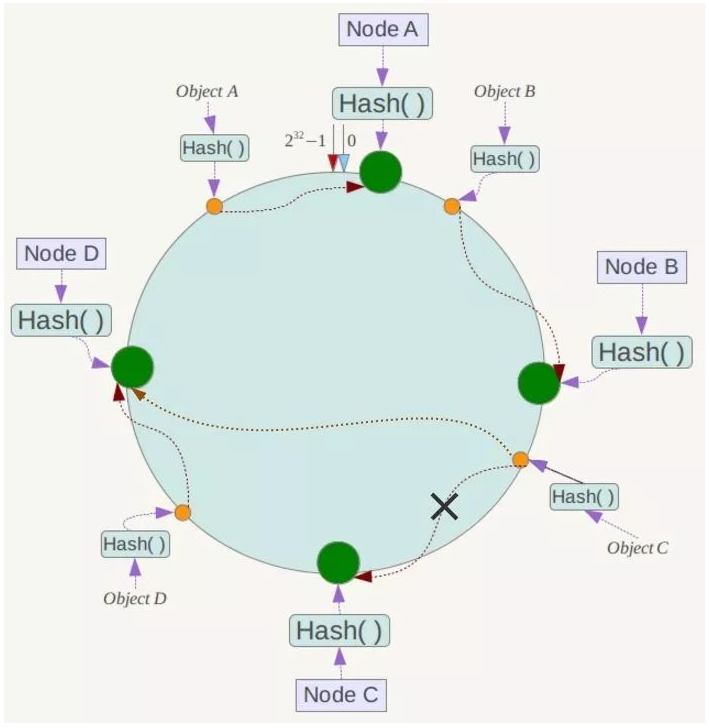 Node A
Object A
Hash( )
Object B
2³²−1
0
Hash( )
Hash( )
Node D
Node B
Hash( )
Hash( )
Hash( )
Hash( )
Object C
Object D
Hash( )
Node C